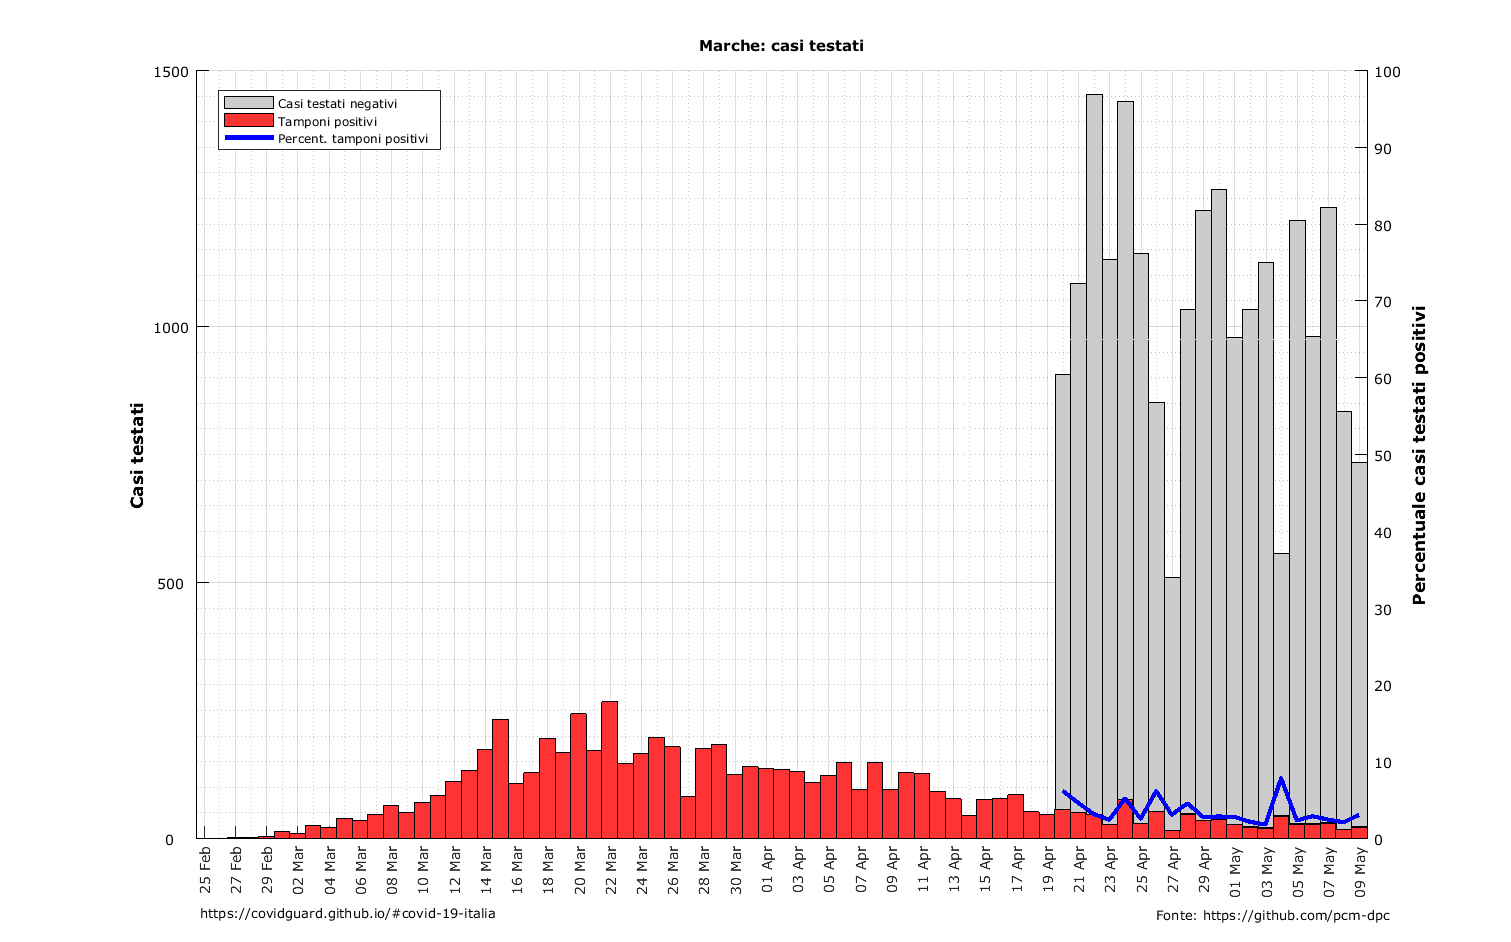 Marche: casi testati
Casi testati negativi
Tamponi positivi
Percent. tamponi positivi
Casi testati
1500
1000
500
0
Percentuale casi testati positivi
100
90
80
70
60
50
40
30
20
10
0
25 Feb
27 Feb
29 Feb
02 Mar
04 Mar
06 Mar
08 Mar
10 Mar
12 Mar
14 Mar
16 Mar
18 Mar
20 Mar
22 Mar
24 Mar
26 Mar
28 Mar
30 Mar
01 Apr
03 Apr
05 Apr
07 Apr
09 Apr
11 Apr
13 Apr
15 Apr
17 Apr
19 Apr
21 Apr
23 Apr
25 Apr
27 Apr
29 Apr
01 May
03 May
05 May
07 May
09 May
https://covidguard.github.io/#covid-19-italia
Fonte: https://github.com/pcm-dpc